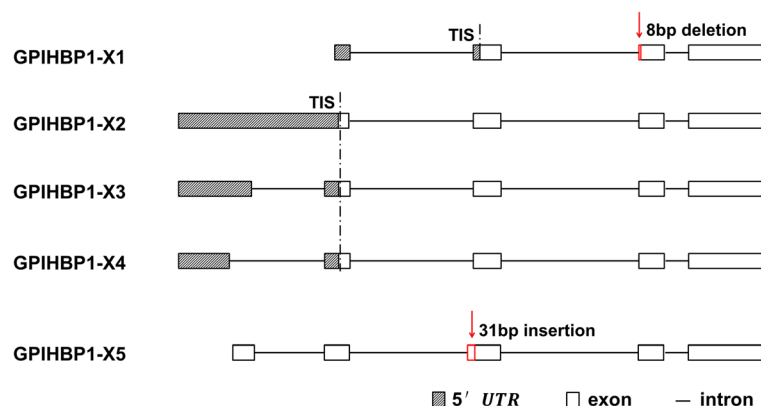 TIS
8bp deletion
GPIHBP1-X1
TIS
GPIHBP1-X2
GPIHBP1-X3
GPIHBP1-X4
31bp insertion
GPIHBP1-X5
5′ UTR exon intron